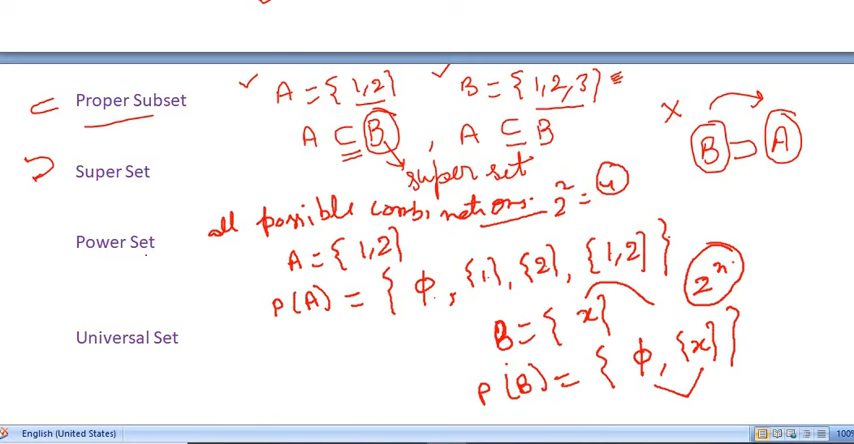 ⊂ Proper Subset
A = { 1,2} B = { 1,2,3}
A ⊆ B , A ⊆ B
super set
x B ⊃ A
⊃ Super Set
all possible combinations. 2² = 4
Power Set
A = { 1,2}
P(A) = { φ, {1}, {2}, {1,2} }
2ⁿ
Universal Set
B = { x}
P(B) = { φ, {x} }
English (United States)
100%